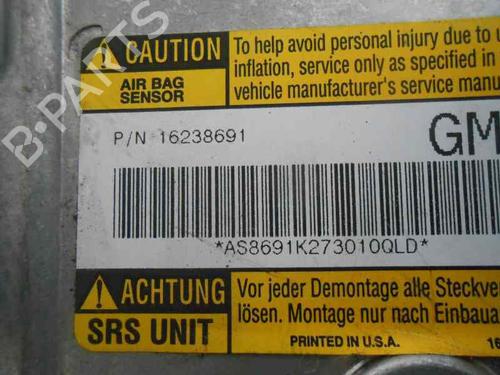 CAUTION
AIR BAG
SENSOR
To help avoid personal injury due to un
inflation, service only as specified in
vehicle manufacturer's service manu
P/N 16238691
GM
*AS8691K273010QLD*
ACHTUNG
SRS UNIT
Vor jeder Demontage alle Steckve
lösen. Montage nur nach Einbaua
PRINTED IN U.S.A.
16
B-PARTS